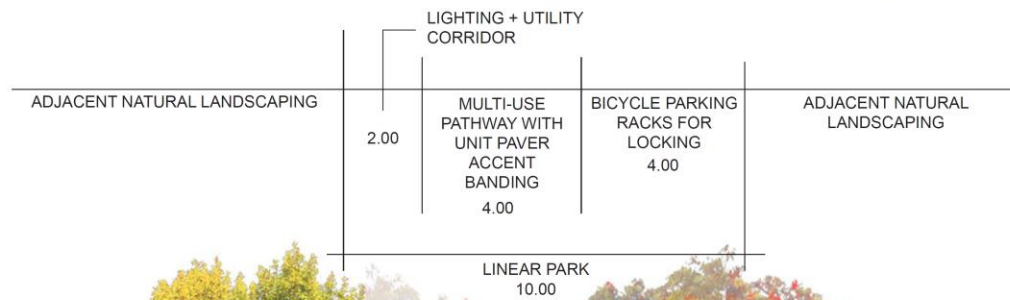 LIGHTING + UTILITY
CORRIDOR
ADJACENT NATURAL LANDSCAPING
2.00
MULTI-USE
PATHWAY WITH
UNIT PAVER
ACCENT
BANDING
4.00
BICYCLE PARKING
RACKS FOR
LOCKING
4.00
ADJACENT NATURAL
LANDSCAPING
LINEAR PARK
10.00